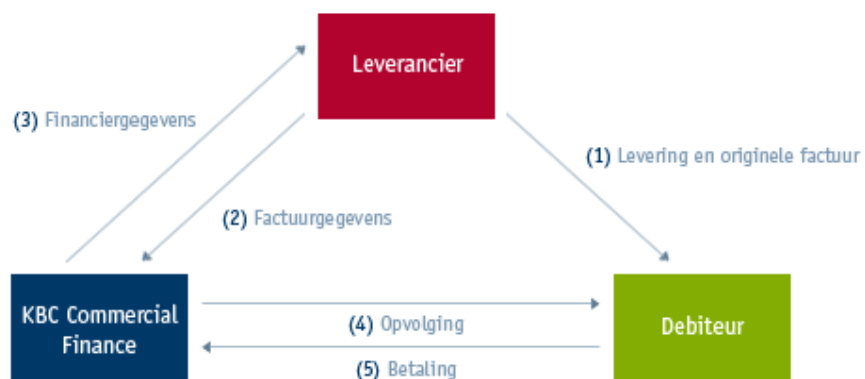 Leverancier
(3) Financiergegevens
(1) Levering en originele factuur
(2) Factuurgegevens
KBC Commercial
Finance
(4) Opvolging
Debiteur
(5) Betaling